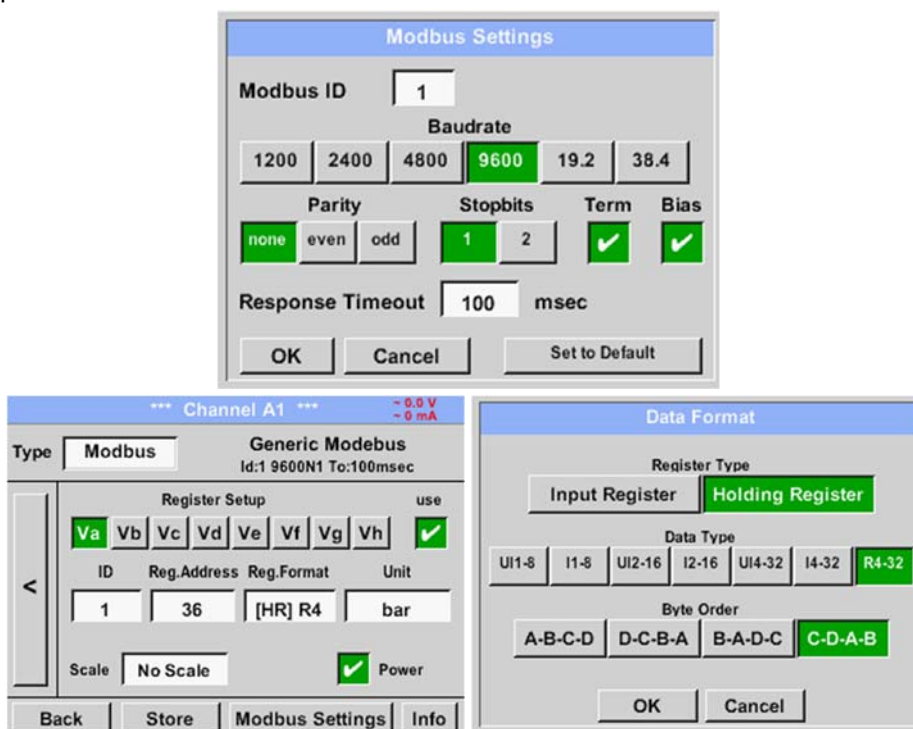 Modbus Settings
Modbus ID 1
Baudrate
1200 2400 4800 9600 19.2 38.4
Parity Stopbits Term Bias
none even odd 1 2
Response Timeout 100 msec
OK Cancel Set to Default
*** Channel A1 ***
~ 0.0 V
~ 0 mA
Type Modbus Generic Modebus
Id:1 9600N1 To:100msec
Register Setup use
Va Vb Vc Vd Ve Vf Vg Vh
<
ID Reg.Address Reg.Format Unit
1 36 [HR] R4 bar
Scale No Scale Power
Back Store Modbus Settings Info
Data Format
Register Type
Input Register Holding Register
Data Type
UI1-8 I1-8 UI2-16 I2-16 UI4-32 I4-32 R4-32
Byte Order
A-B-C-D D-C-B-A B-A-D-C C-D-A-B
OK Cancel